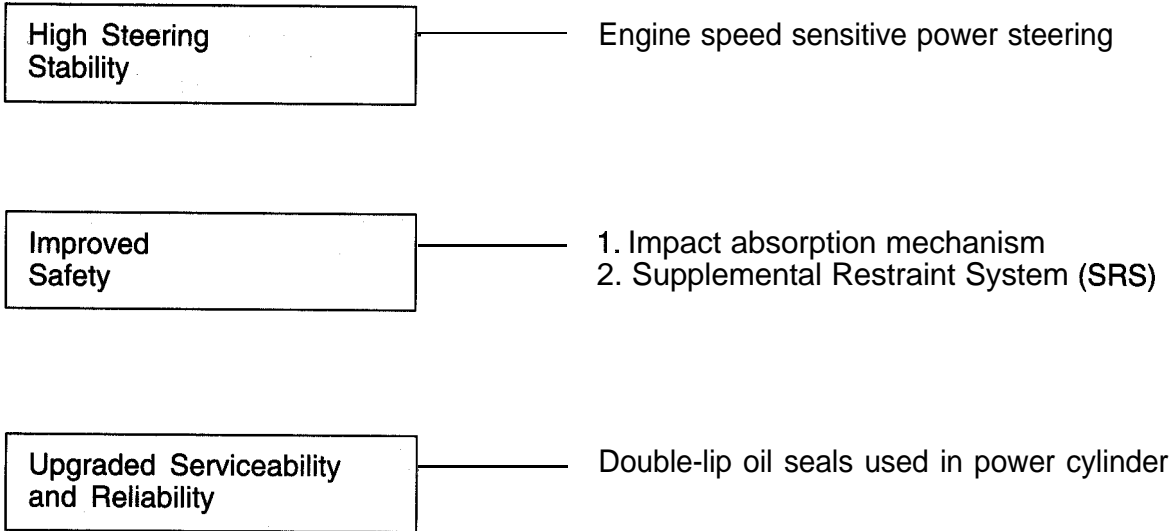 High Steering
Stability
Engine speed sensitive power steering
Improved
Safety
1. Impact absorption mechanism
2. Supplemental Restraint System (SRS)
Upgraded Serviceability
and Reliability
Double-lip oil seals used in power cylinder